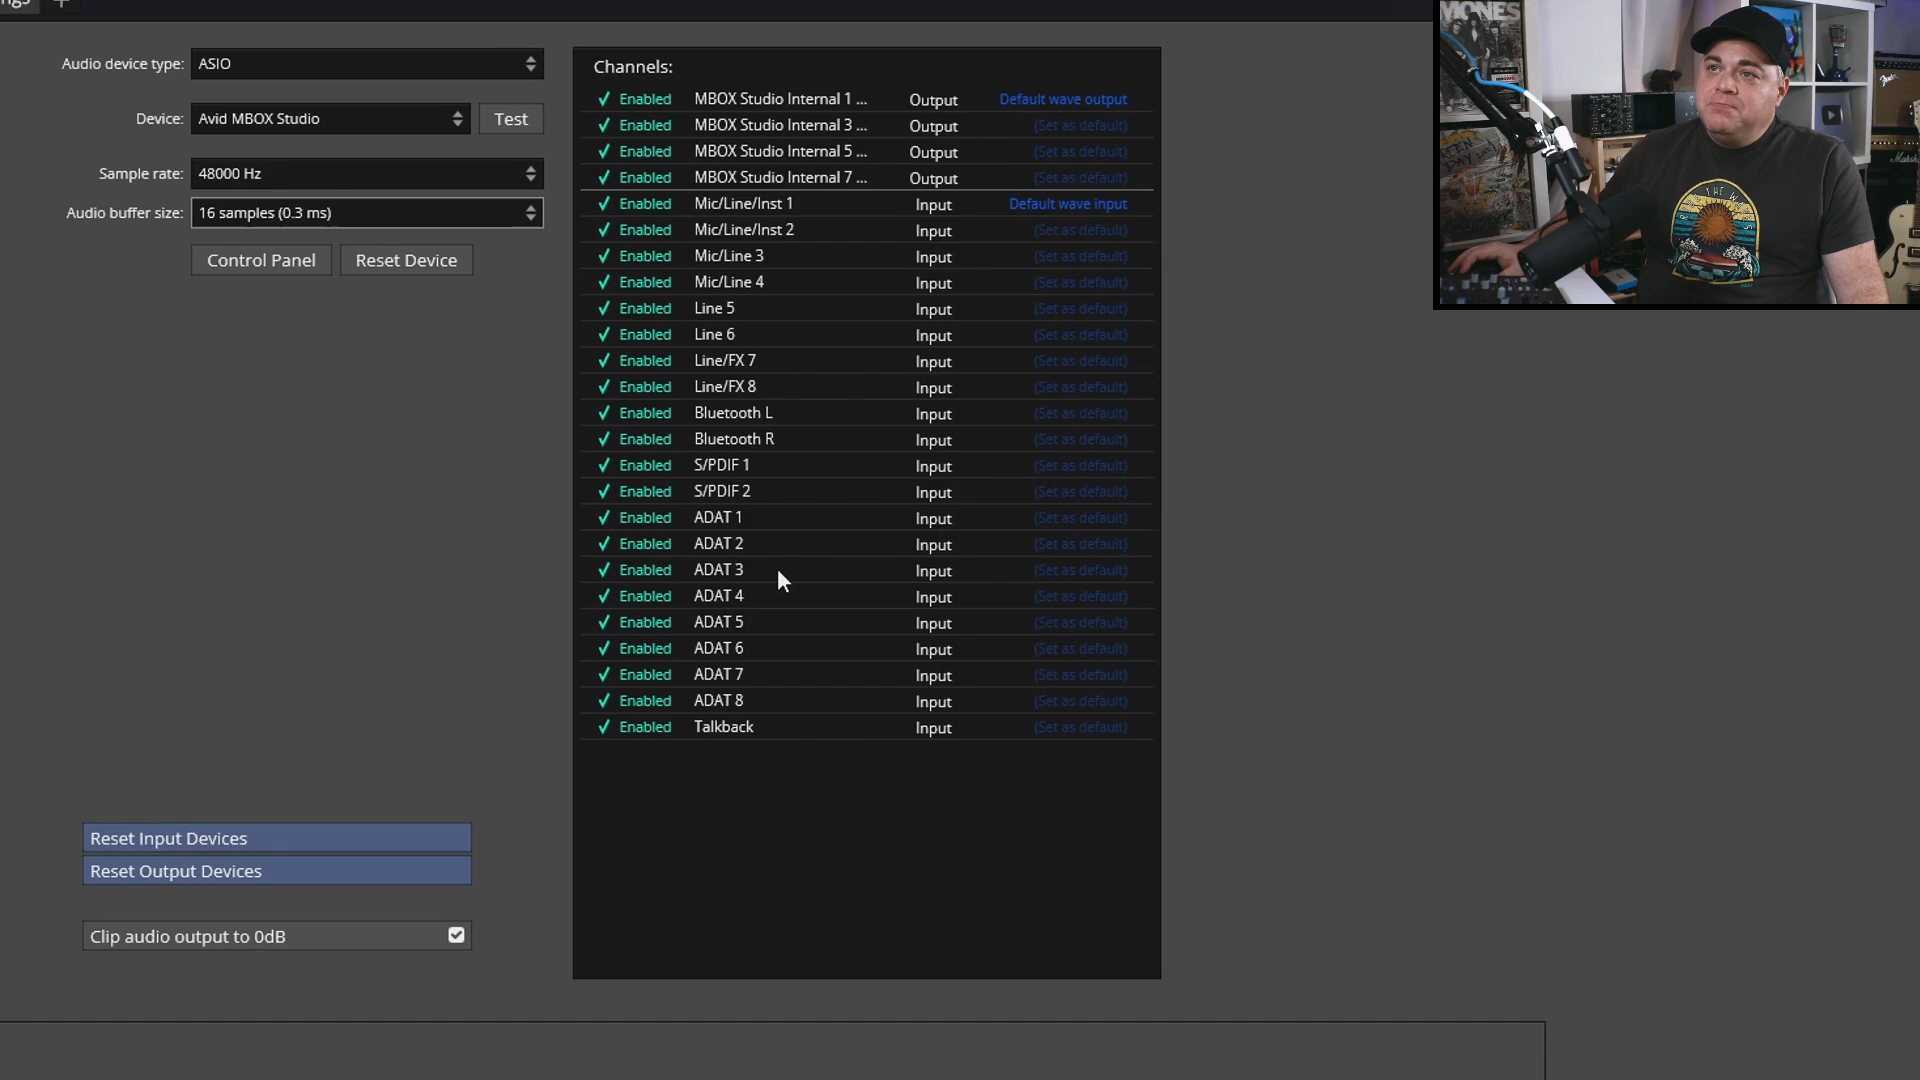 Audio device type: ASIO
Device: Avid MBOX Studio Test
Sample rate: 48000 Hz
Audio buffer size: 16 samples (0.3 ms)
Control Panel Reset Device
Reset Input Devices
Reset Output Devices
Clip audio output to 0dB
Channels:
Enabled MBOX Studio Internal 1 ... Output Default wave output
Enabled MBOX Studio Internal 3 ... Output (Set as default)
Enabled MBOX Studio Internal 5 ... Output (Set as default)
Enabled MBOX Studio Internal 7 ... Output (Set as default)
Enabled Mic/Line/Inst 1 Input Default wave input
Enabled Mic/Line/Inst 2 Input (Set as default)
Enabled Mic/Line 3 Input (Set as default)
Enabled Mic/Line 4 Input (Set as default)
Enabled Line 5 Input (Set as default)
Enabled Line 6 Input (Set as default)
Enabled Line/FX 7 Input (Set as default)
Enabled Line/FX 8 Input (Set as default)
Enabled Bluetooth L Input (Set as default)
Enabled Bluetooth R Input (Set as default)
Enabled S/PDIF 1 Input (Set as default)
Enabled S/PDIF 2 Input (Set as default)
Enabled ADAT 1 Input (Set as default)
Enabled ADAT 2 Input (Set as default)
Enabled ADAT 3 Input (Set as default)
Enabled ADAT 4 Input (Set as default)
Enabled ADAT 5 Input (Set as default)
Enabled ADAT 6 Input (Set as default)
Enabled ADAT 7 Input (Set as default)
Enabled ADAT 8 Input (Set as default)
Enabled Talkback Input (Set as default)
MONES
Fender
Marshall